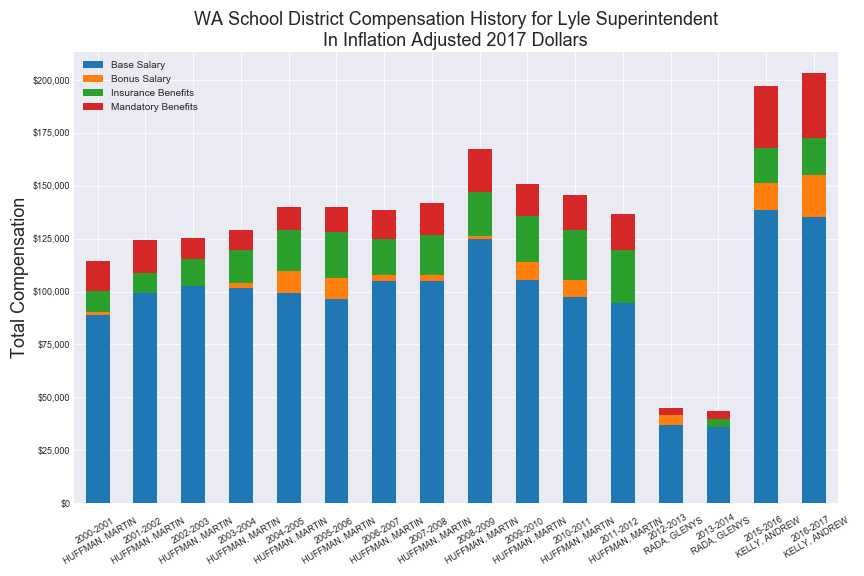 WA School District Compensation History for Lyle Superintendent
In Inflation Adjusted 2017 Dollars
Base Salary
Bonus Salary
Insurance Benefits
Mandatory Benefits
Total Compensation
$200,000
$175,000
$150,000
$125,000
$100,000
$75,000
$50,000
$25,000
$0
2000-2001
HUFFMAN, MARTIN
2001-2002
HUFFMAN, MARTIN
2002-2003
HUFFMAN, MARTIN
2003-2004
HUFFMAN, MARTIN
2004-2005
HUFFMAN, MARTIN
2005-2006
HUFFMAN, MARTIN
2006-2007
HUFFMAN, MARTIN
2007-2008
HUFFMAN, MARTIN
2008-2009
HUFFMAN, MARTIN
2009-2010
HUFFMAN, MARTIN
2010-2011
HUFFMAN, MARTIN
2011-2012
HUFFMAN, MARTIN
2012-2013
RADA, GLENYS
2013-2014
RADA, GLENYS
2015-2016
KELLY, ANDREW
2016-2017
KELLY, ANDREW